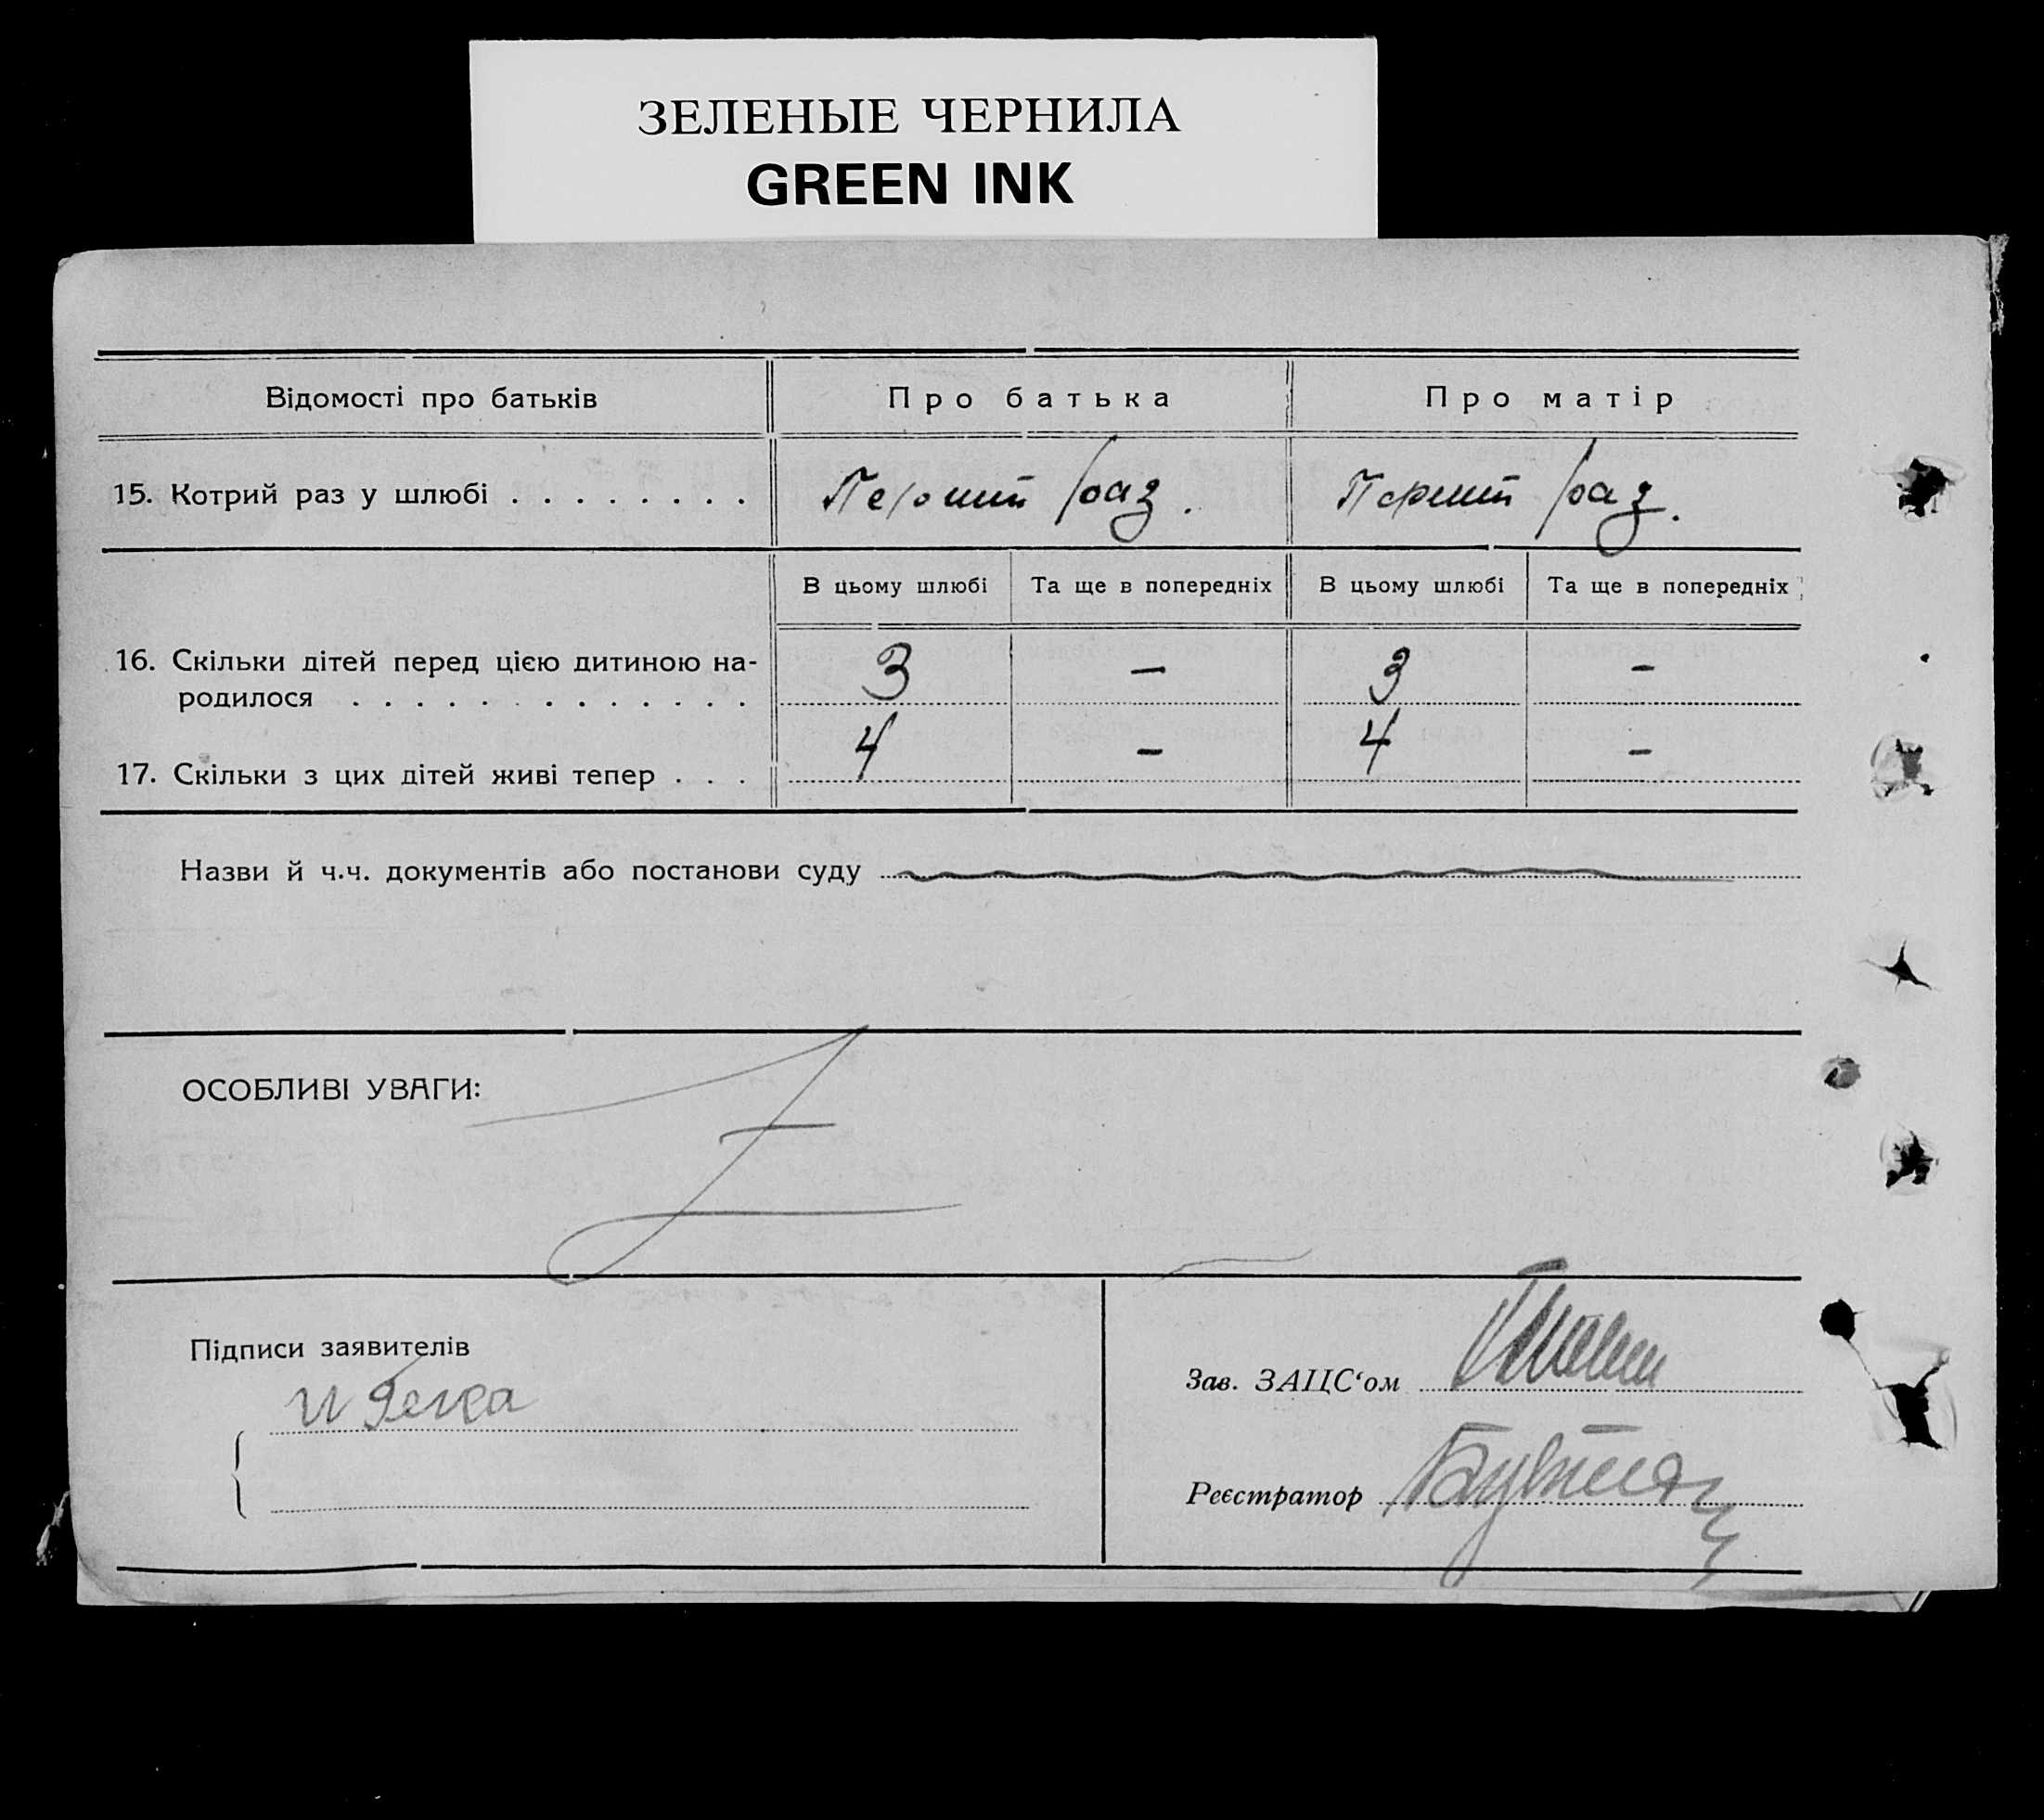 ЗЕЛЕНЫЕ ЧЕРНИЛА
GREEN INK
Відомості про батьків Про батька Про матір
15. Котрий раз у шлюбі . . . . . . . . Перший раз. Перший раз.
В цьому шлюбі Та ще в попередніх В цьому шлюбі Та ще в попередніх
16. Скільки дітей перед цією дитиною на-
родилося . . . . . . . . . . . . . 3 – 3 –
17. Скільки з цих дітей живі тепер . . . 4 – 4 –
Назви й ч.ч. документів або постанови суду
ОСОБЛИВІ УВАГИ:
Підписи заявителів
Зав. ЗАЦС‘ом
Реєстратор